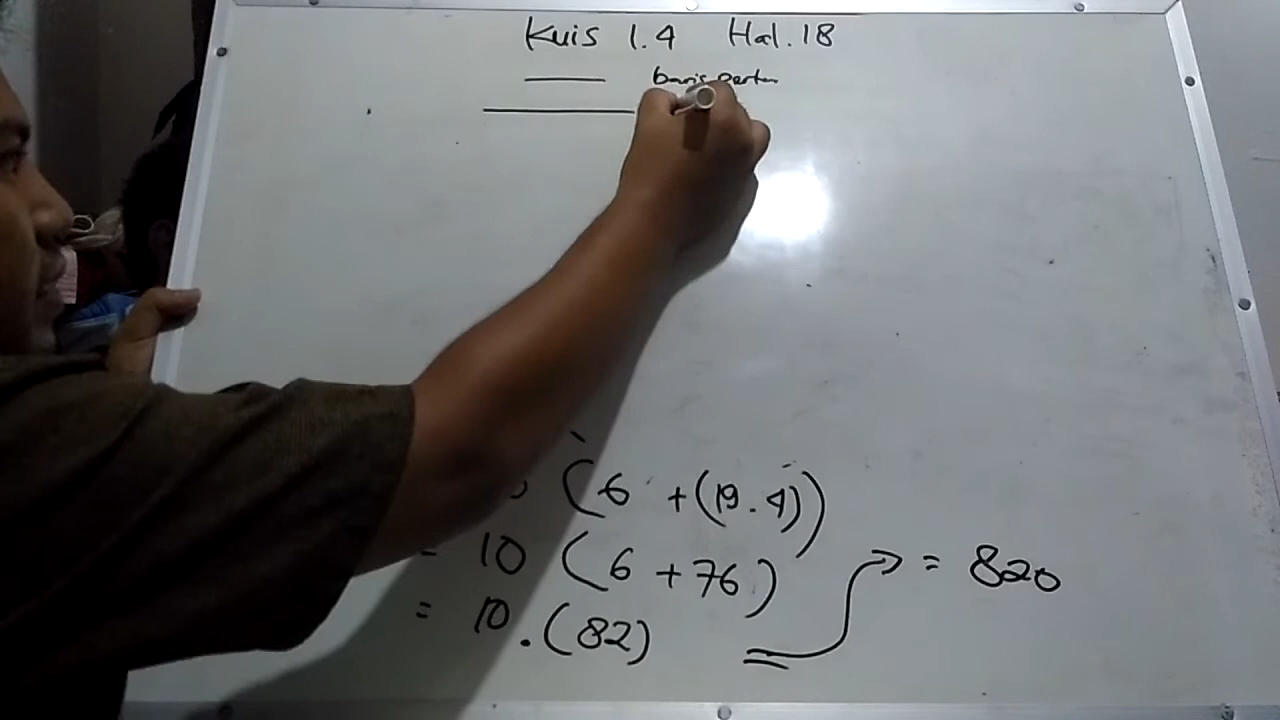 Kuis 1.4 Hal. 18
baris pertama
(6 + (19.4))
= 10 (6 + 76)
= 10 . (82) = 820